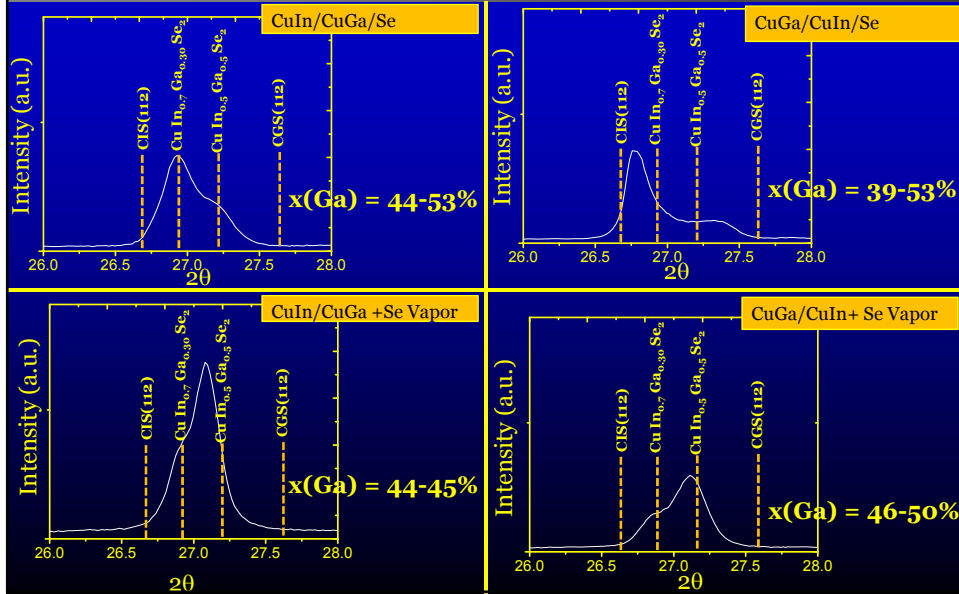 CuIn/CuGa/Se
Intensity (a.u.)
CIS(112)
Cu In₀.₇ Ga₀.₃₀ Se₂
Cu In₀.₅ Ga₀.₅ Se₂
CGS(112)
x(Ga) = 44-53%
26.0 26.5 27.0 27.5 28.0
2θ
CuGa/CuIn/Se
Intensity (a.u.)
CIS(112)
Cu In₀.₇ Ga₀.₃₀ Se₂
Cu In₀.₅ Ga₀.₅ Se₂
CGS(112)
x(Ga) = 39-53%
26.0 26.5 27.0 27.5 28.0
2θ
CuIn/CuGa +Se Vapor
Intensity (a.u.)
CIS(112)
Cu In₀.₇ Ga₀.₃₀ Se₂
Cu In₀.₅ Ga₀.₅ Se₂
CGS(112)
x(Ga) = 44-45%
26.0 26.5 27.0 27.5 28.0
2θ
CuGa/CuIn+ Se Vapor
Intensity (a.u.)
CIS(112)
Cu In₀.₇ Ga₀.₃₀ Se₂
Cu In₀.₅ Ga₀.₅ Se₂
CGS(112)
x(Ga) = 46-50%
26.0 26.5 27.0 27.5 28.0
2θ